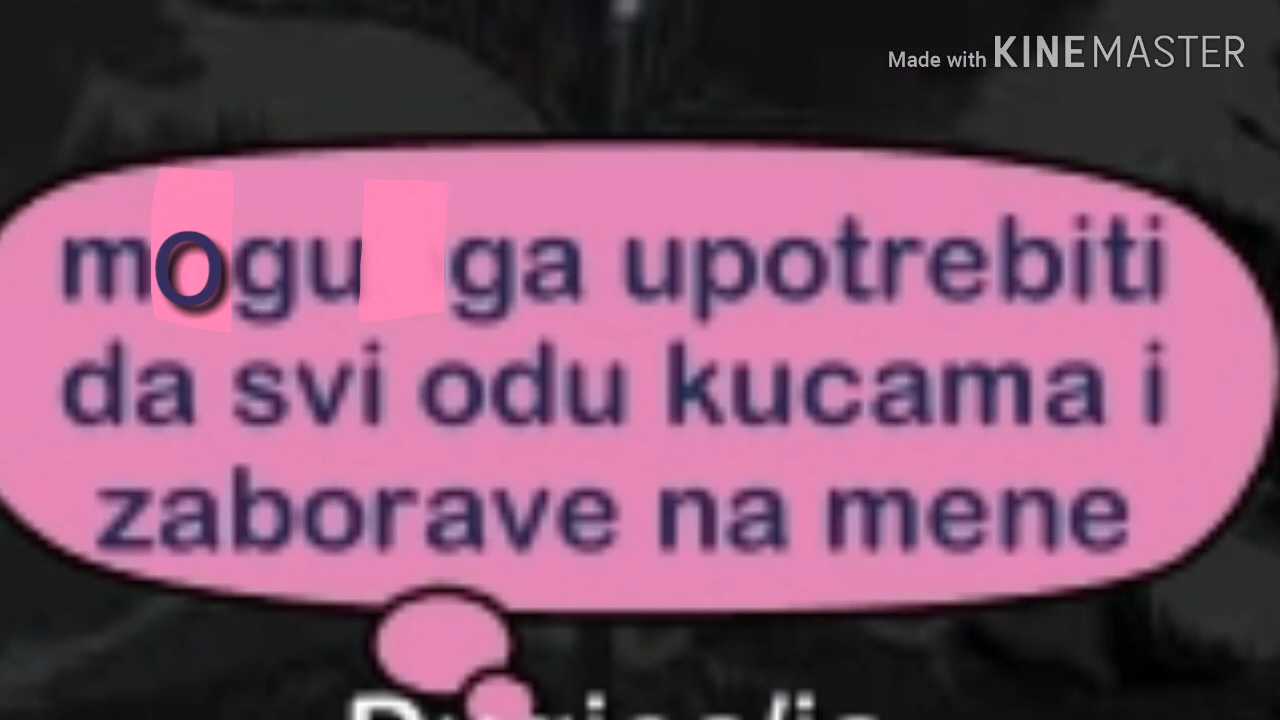 Made with KINEMASTER
mogu ga upotrebiti
da svi odu kucama i
zaborave na mene